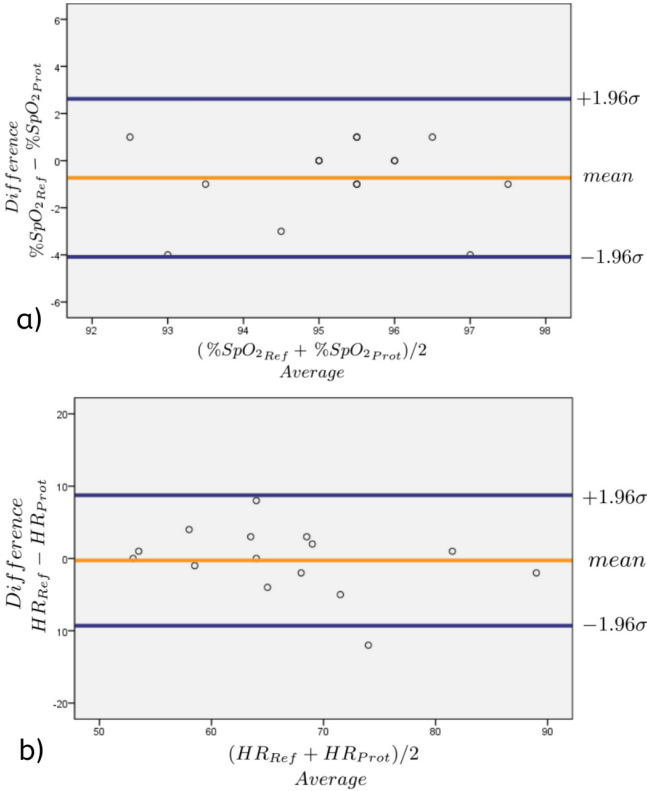 Difference
%SpO2Ref − %SpO2Prot
6
4
2
0
-2
-4
-6
+1.96σ
mean
−1.96σ
a)
92 93 94 95 96 97 98
(%SpO2Ref + %SpO2Prot)/2
Average
Difference
HRRef − HRProt
20
10
0
10
-20
+1.96σ
mean
−1.96σ
b)
50 60 70 80 90
(HRRef + HRProt)/2
Average